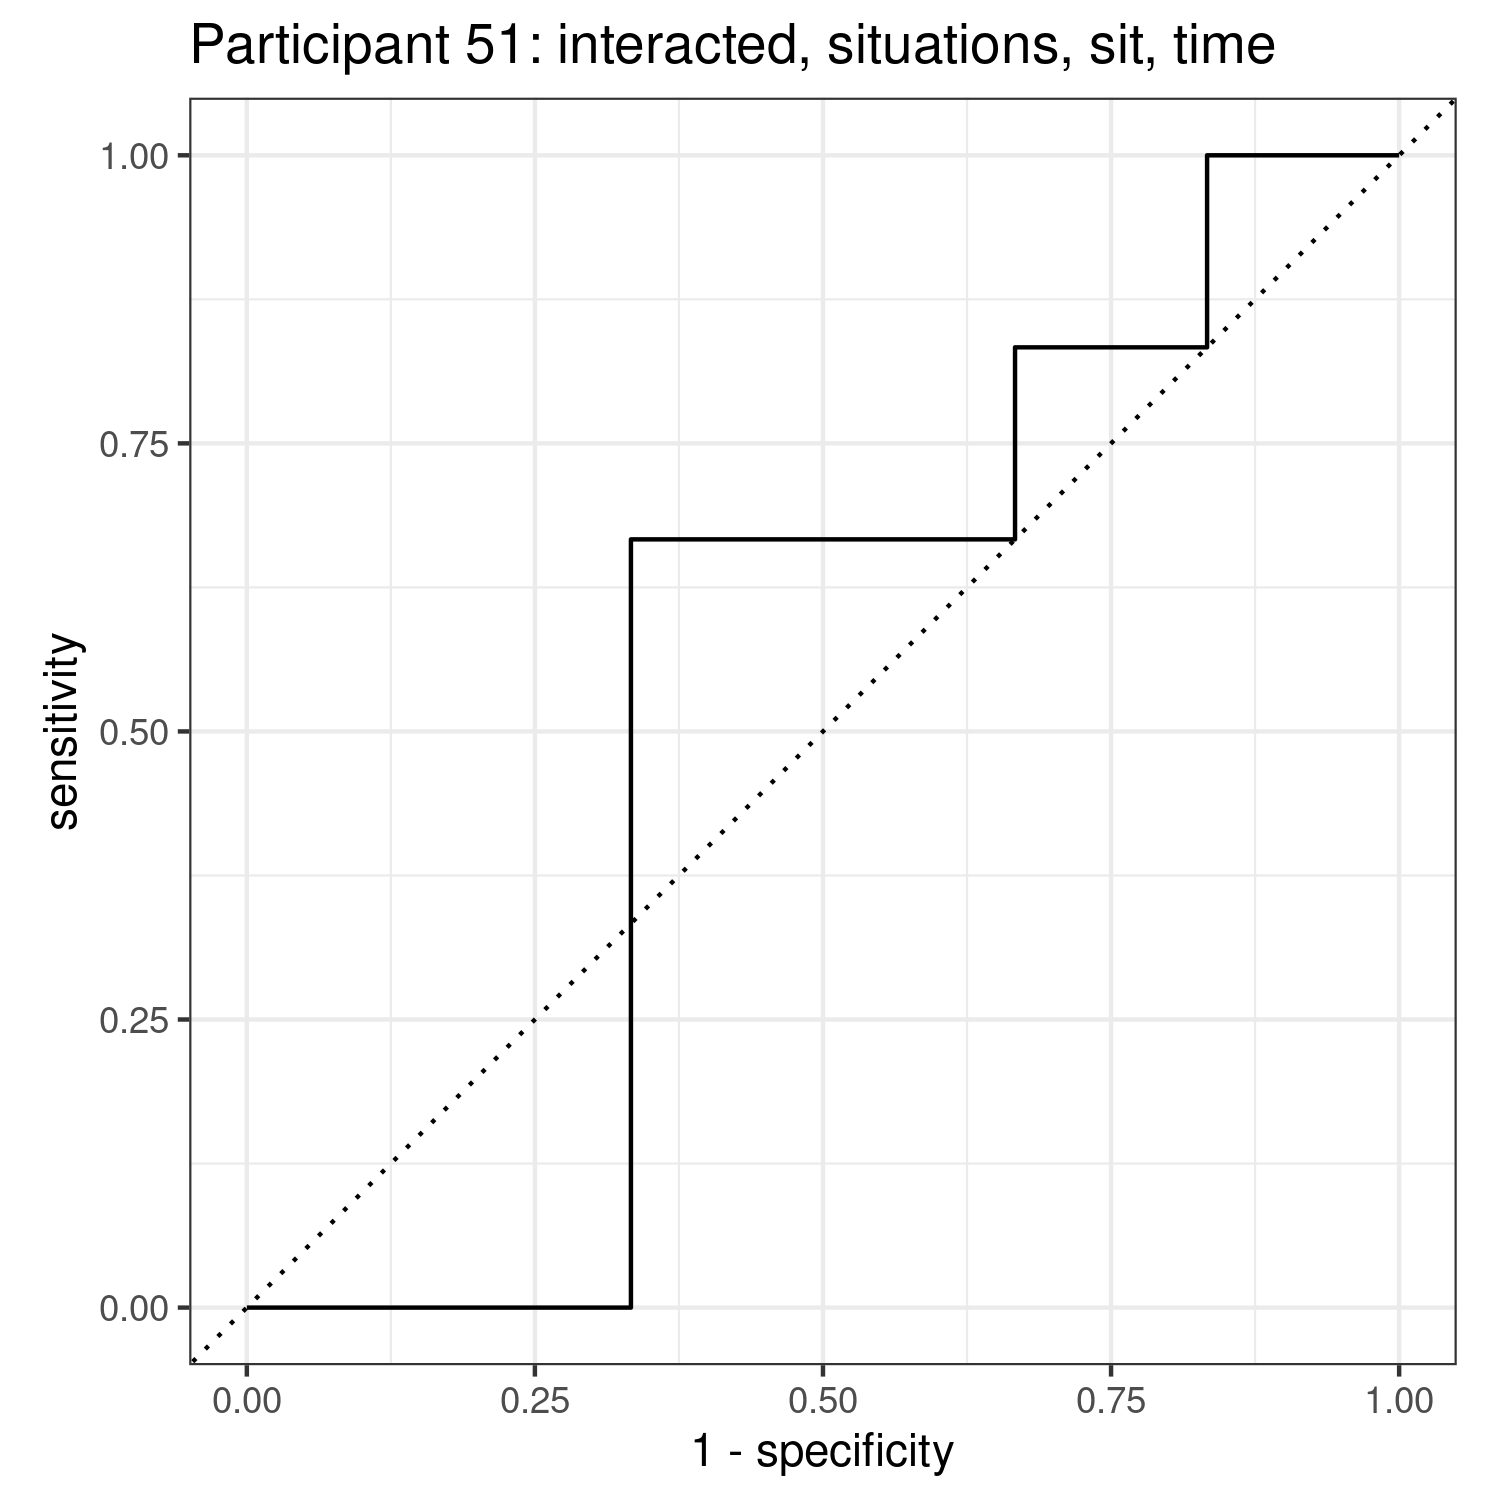 Participant 51: interacted, situations, sit, time
1.00
0.75
0.50
0.25
0.00
sensitivity
0.00 0.25 0.50 0.75 1.00
1 - specificity